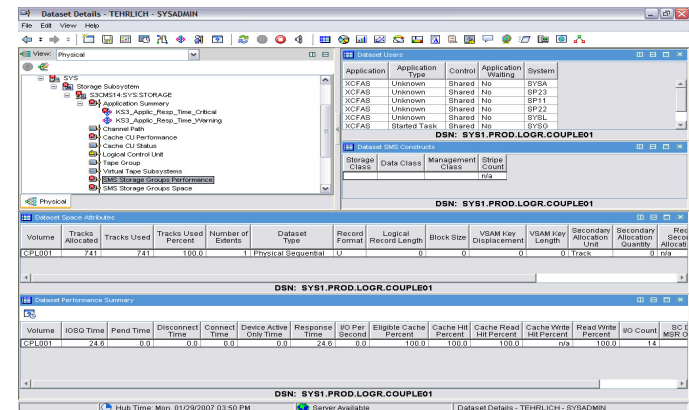 Dataset Details - TEHRLICH - SYSADMIN
File Edit View Help
View: Physical
SYS
Storage Subsystem
S3CMS14:SYS:STORAGE
Application Summary
KS3_Applic_Resp_Time_Critical
KS3_Applic_Resp_Time_Warning
Channel Path
Cache CU Performance
Cache CU Status
Logical Control Unit
Tape Group
Virtual Tape Subsystems
SMS Storage Groups Performance
SMS Storage Groups Space
Physical
Dataset Users
Application Application Type Control Application Waiting System
XCFAS Unknown Shared No SYSA
XCFAS Unknown Shared No SP23
XCFAS Unknown Shared No SP11
XCFAS Unknown Shared No SP22
XCFAS Unknown Shared No SYSL
XCFAS Started Task Shared No SYSG
DSN: SYS1.PROD.LOGR.COUPLE01
Dataset SMS Constructs
Storage Class Data Class Management Class Stripe Count
n/a
DSN: SYS1.PROD.LOGR.COUPLE01
Dataset Space Attributes
Volume Tracks Allocated Tracks Used Tracks Used Percent Number of Extents Dataset Type Record Format Logical Record Length Block Size VSAM Key Displacement VSAM Key Length Secondary Allocation Unit Secondary Allocation Quantity
CPL001 741 741 100.0 1 Physical Sequential U 0 0 0 0 Track 0 n/a
DSN: SYS1.PROD.LOGR.COUPLE01
Dataset Performance Summary
Volume IOSQ Time Pend Time Disconnect Time Connect Time Device Active Only Time Response Time I/O Per Second Eligible Cache Percent Cache Hit Percent Cache Read Hit Percent Cache Write Hit Percent Read Write Percent I/O Count
CPL001 24.6 0.0 0.0 0.0 0.0 24.6 0.0 100.0 100.0 100.0 n/a 100.0 14
DSN: SYS1.PROD.LOGR.COUPLE01
Hub Time: Mon, 01/29/2007 03:50 PM Server Available Dataset Details - TEHRLICH - SYSADMIN